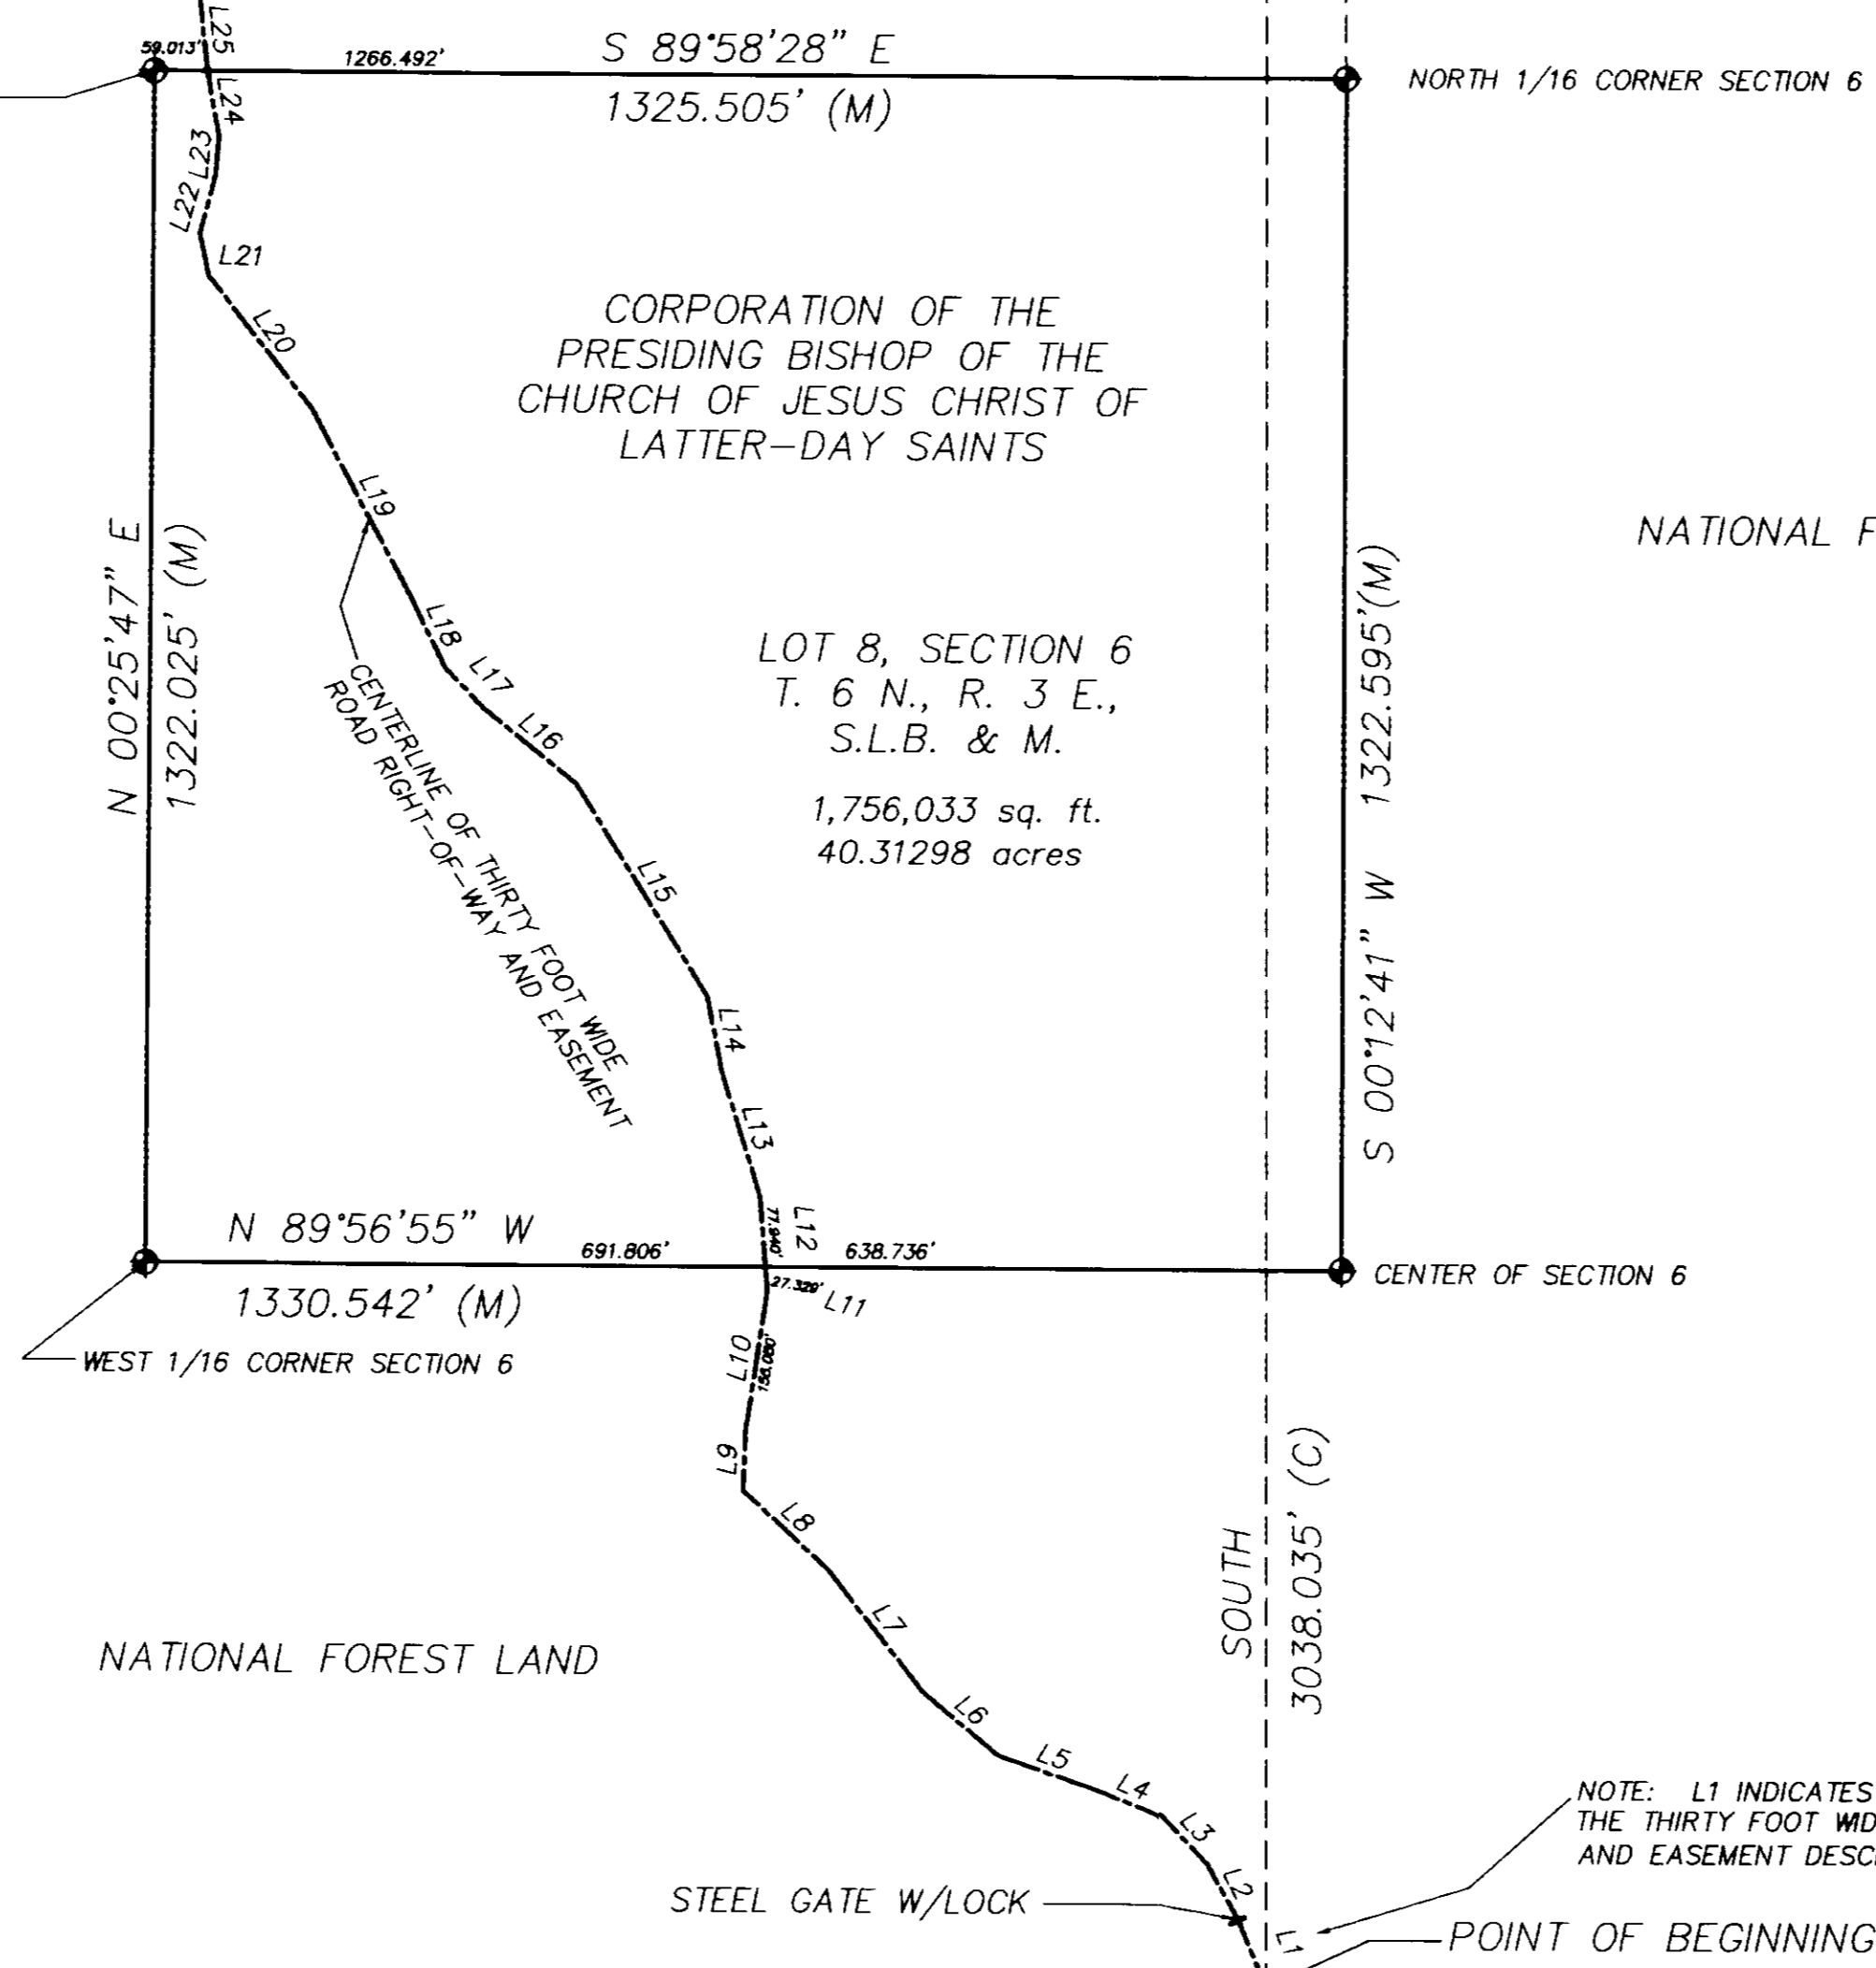 L25
59.013'
1266.492'
S 89°58'28" E
1325.505' (M)
NORTH 1/16 CORNER SECTION 6
L24
L23
L22
L21
L20
CORPORATION OF THE
PRESIDING BISHOP OF THE
CHURCH OF JESUS CHRIST OF
LATTER-DAY SAINTS
L19
N 00°25'47" E
1322.025' (M)
NATIONAL F
L18
L17
L16
CENTERLINE OF THIRTY FOOT WIDE
ROAD RIGHT-OF-WAY AND EASEMENT
LOT 8, SECTION 6
T. 6 N., R. 3 E.,
S.L.B. & M.
1,756,033 sq. ft.
40.31298 acres
S 00°12'41" W 1322.595'(M)
L15
L14
L13
L12
77.940'
N 89°56'55" W
691.806'
638.736'
1330.542' (M)
CENTER OF SECTION 6
27.329'
L11
WEST 1/16 CORNER SECTION 6
L10
L9
L8
SOUTH
3038.035' (C)
L7
NATIONAL FOREST LAND
L6
L5
L4
L3
NOTE: L1 INDICATES
THE THIRTY FOOT WID
AND EASEMENT DESC
L2
STEEL GATE W/LOCK
L1
POINT OF BEGINNING